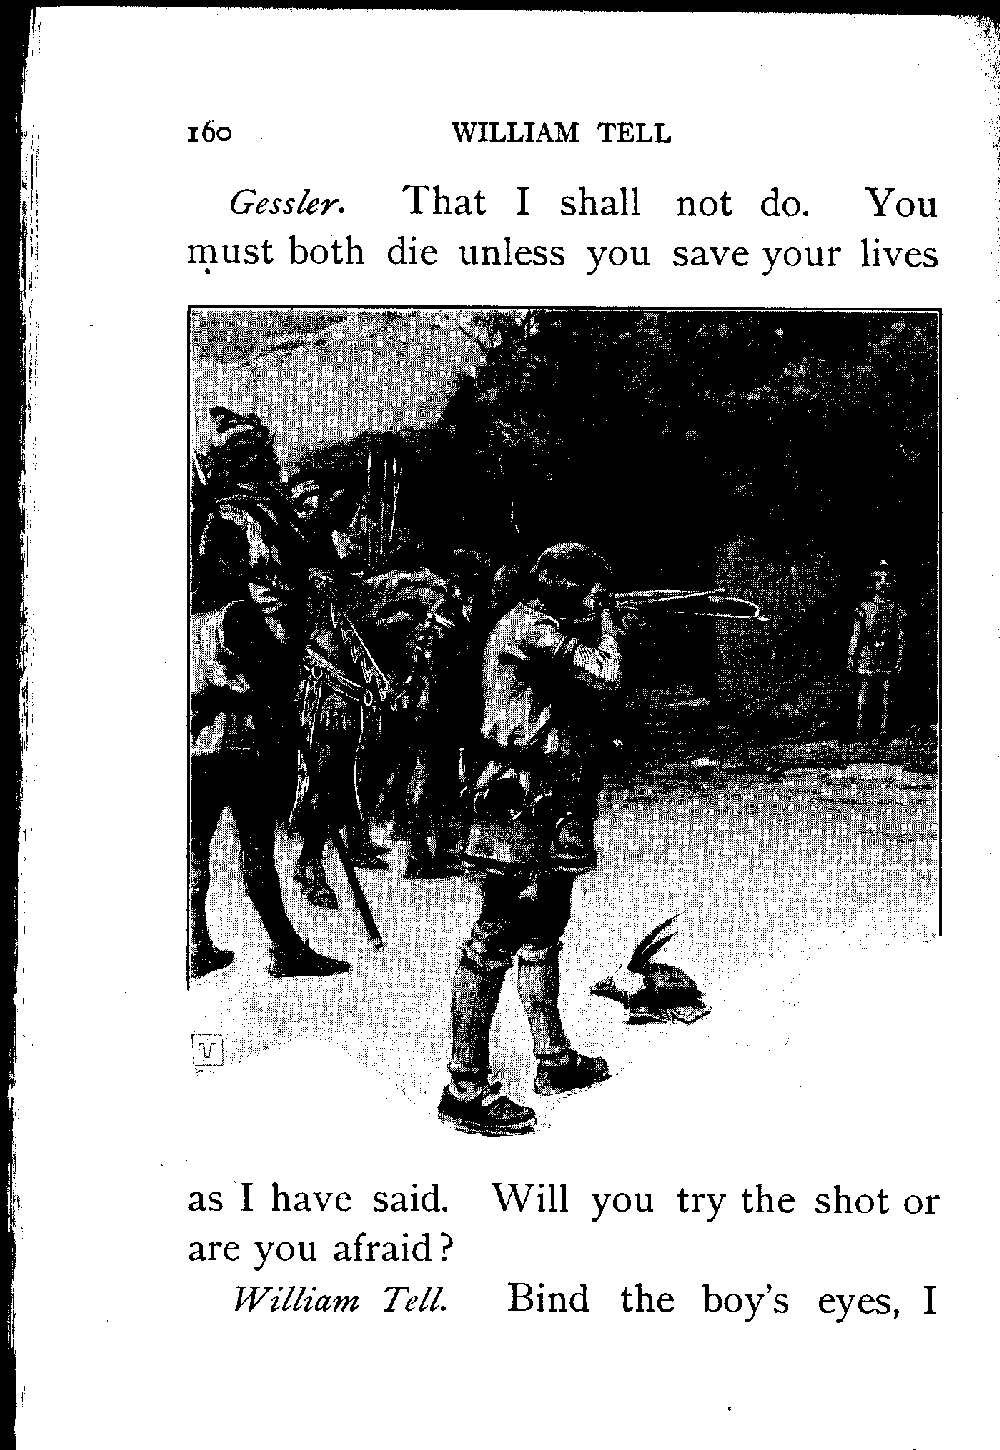 160 WILLIAM TELL
Gessler. That I shall not do. You
must both die unless you save your lives
as I have said. Will you try the shot or
are you afraid?
William Tell. Bind the boy's eyes, I